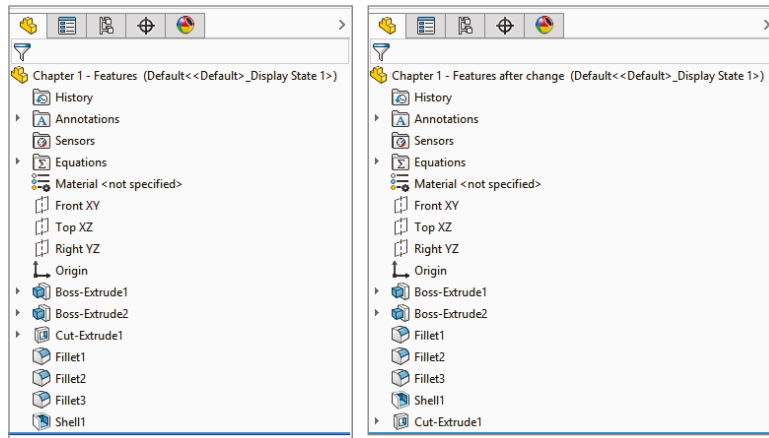 Chapter 1 - Features (Default<<Default>_Display State 1>)
History
Annotations
Sensors
Equations
Material <not specified>
Front XY
Top XZ
Right YZ
Origin
Boss-Extrude1
Boss-Extrude2
Cut-Extrude1
Fillet1
Fillet2
Fillet3
Shell1
Chapter 1 - Features after change (Default<<Default>_Display State 1>)
History
Annotations
Sensors
Equations
Material <not specified>
Front XY
Top XZ
Right YZ
Origin
Boss-Extrude1
Boss-Extrude2
Fillet1
Fillet2
Fillet3
Shell1
Cut-Extrude1